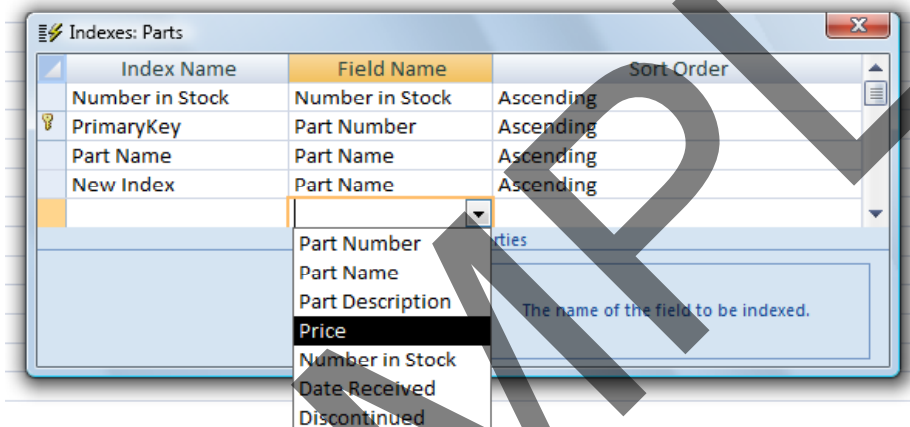 Indexes: Parts
X
Index Name Field Name Sort Order
Number in Stock Number in Stock Ascending
PrimaryKey Part Number Ascending
Part Name Part Name Ascending
New Index Part Name Ascending
rties
Part Number
Part Name
Part Description
The name of the field to be indexed.
Price
Number in Stock
Date Received
Discontinued
MPL